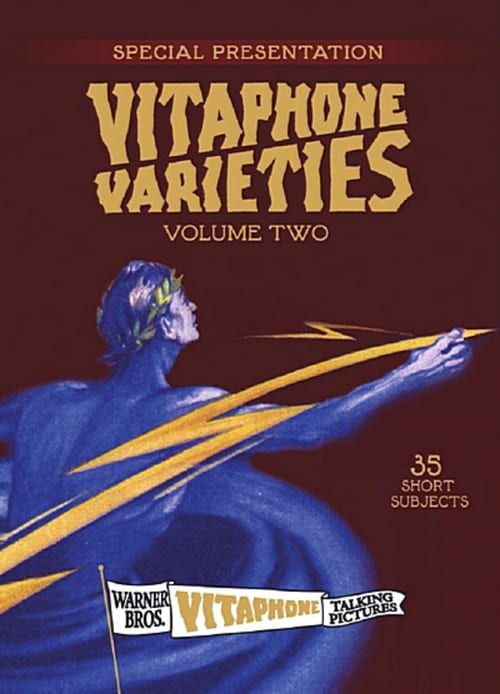 SPECIAL PRESENTATION
VITAPHONE
VARIETIES
VOLUME TWO
35
SHORT
SUBJECTS
WARNER
BROS.
VITAPHONE
TALKING
PICTURES